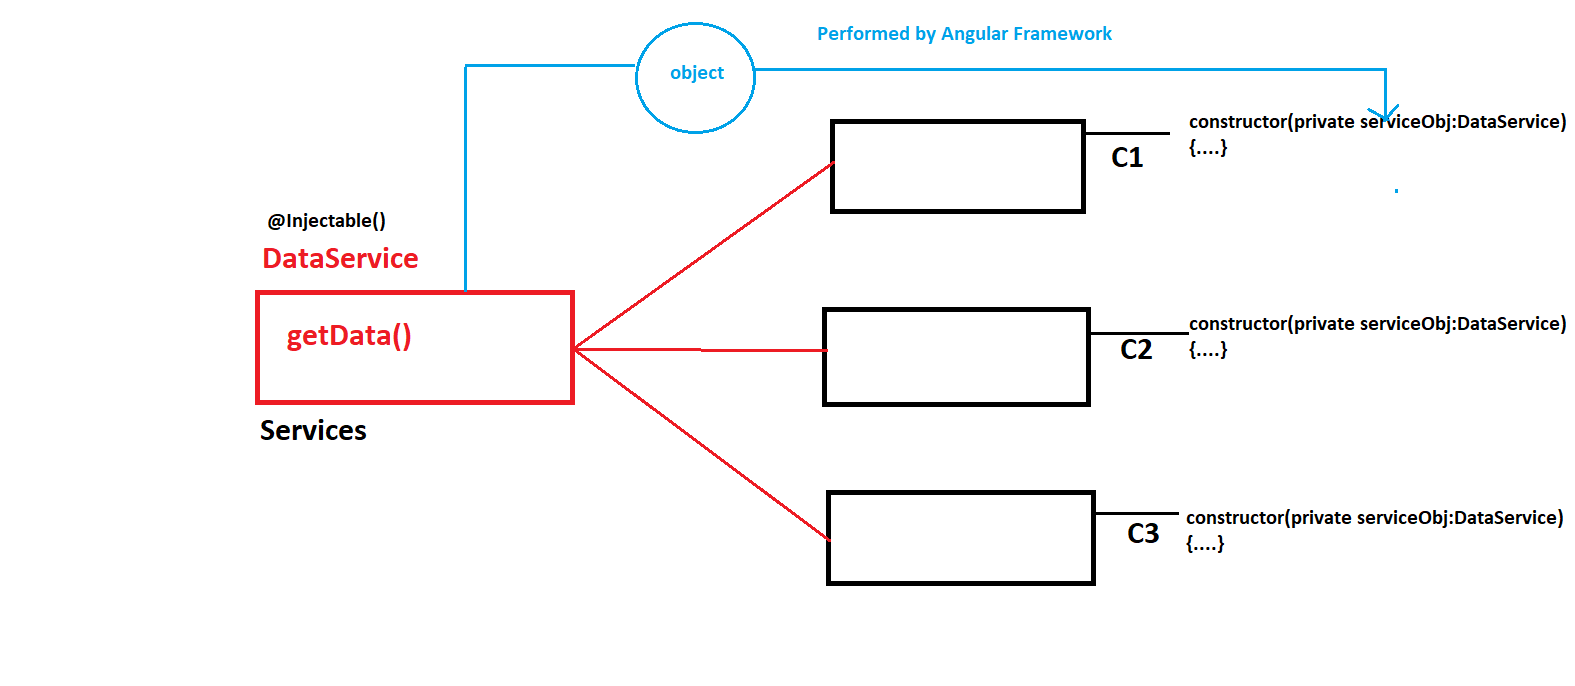 Performed by Angular Framework
object
constructor(private serviceObj:DataService)
{....}
C1
@Injectable()
DataService
getData()
Services
constructor(private serviceObj:DataService)
{....}
C2
constructor(private serviceObj:DataService)
{....}
C3